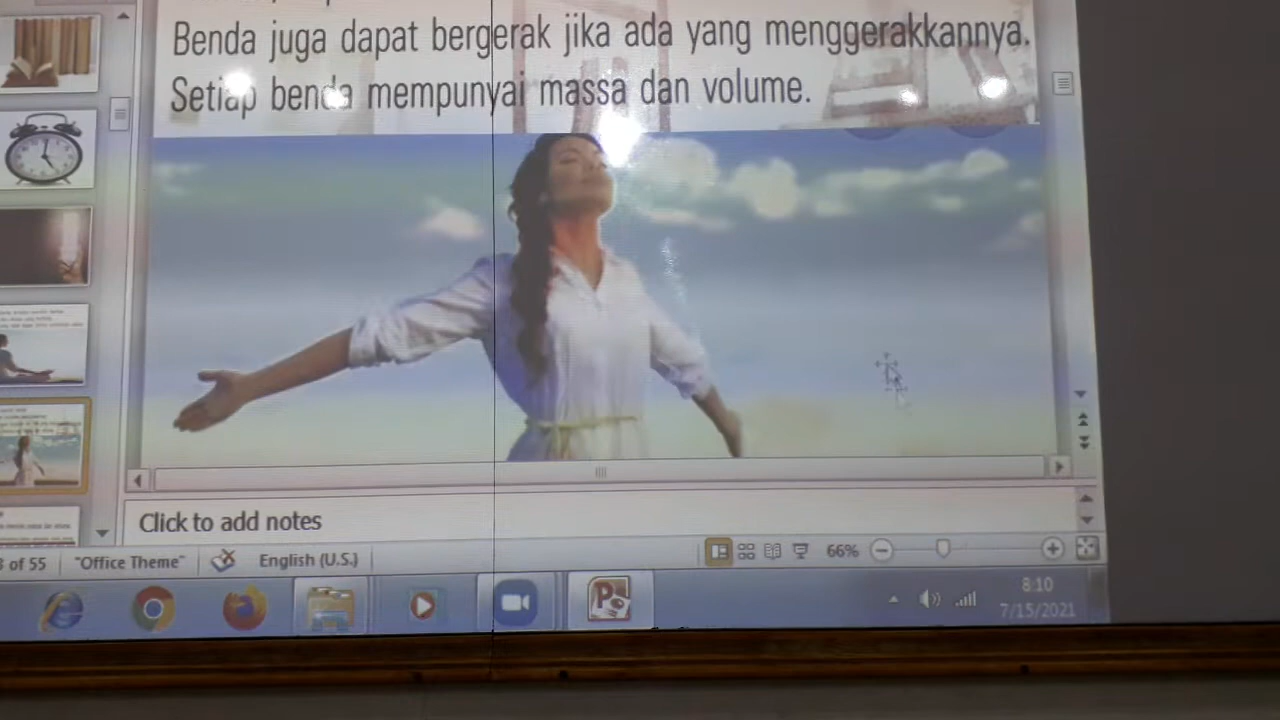 Benda juga dapat bergerak jika ada yang menggerakkannya.
Setiap benda mempunyai massa dan volume.
Click to add notes
of 55
"Office Theme"
English (U.S.)
66%
8:10
7/15/2021